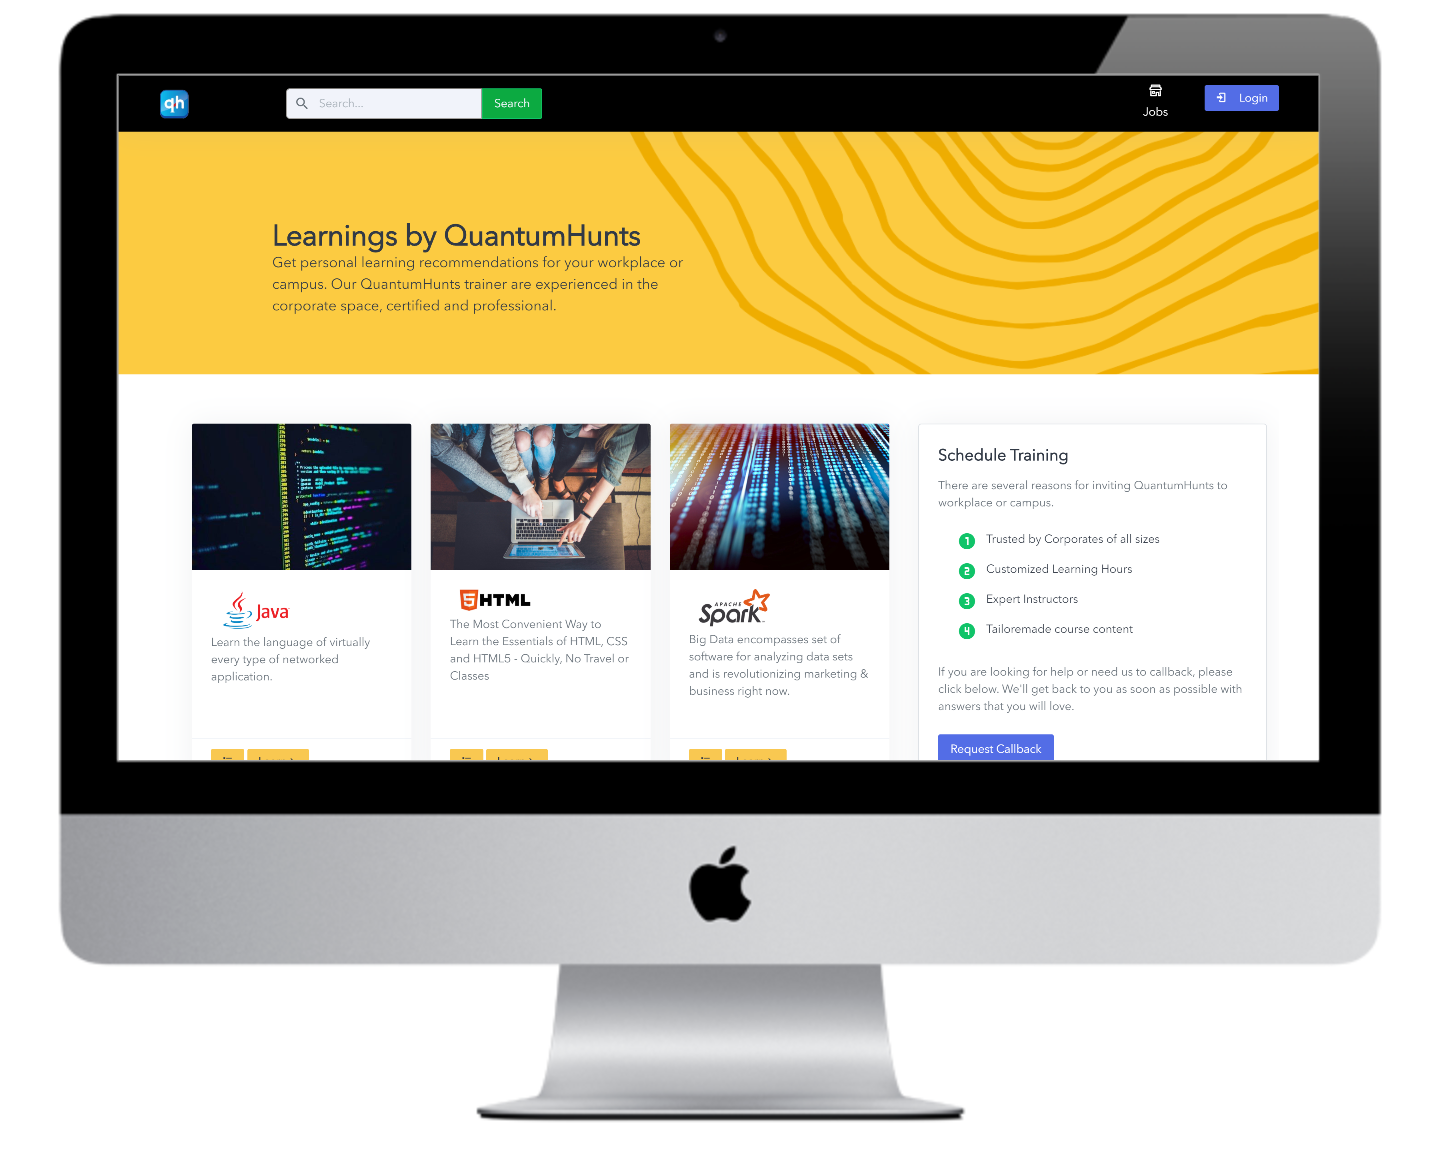 qh
Search...
Search
Jobs
Login
Learnings by QuantumHunts
Get personal learning recommendations for your workplace or
campus. Our QuantumHunts trainer are experienced in the
corporate space, certified and professional.
Java
Learn the language of virtually
every type of networked
application.
5 HTML
The Most Convenient Way to
Learn the Essentials of HTML, CSS
and HTML5 - Quickly, No Travel or
Classes
APACHE
Spark
Big Data encompasses set of
software for analyzing data sets
and is revolutionizing marketing &
business right now.
Schedule Training
There are several reasons for inviting QuantumHunts to
workplace or campus.
1 Trusted by Corporates of all sizes
2 Customized Learning Hours
3 Expert Instructors
4 Tailoremade course content
If you are looking for help or need us to callback, please
click below. We'll get back to you as soon as possible with
answers that you will love.
Request Callback